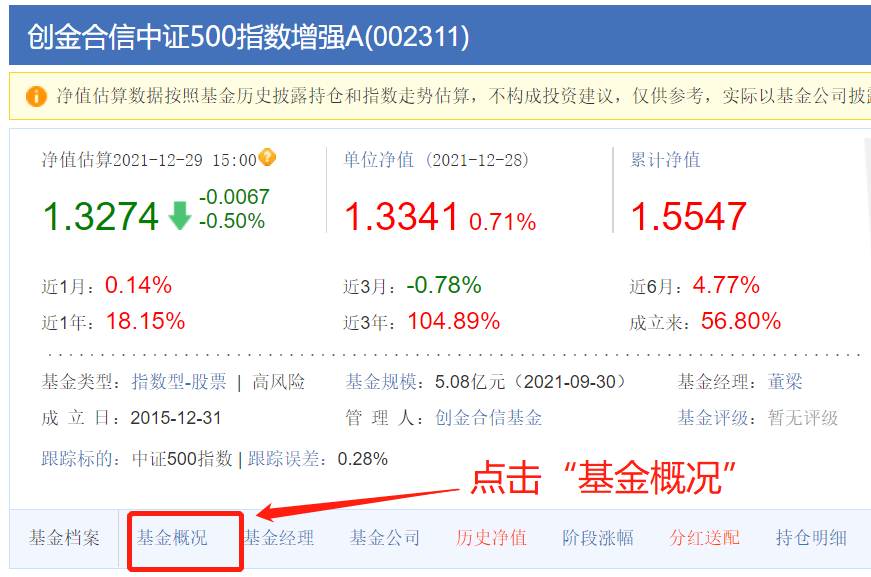 创金合信中证500指数增强A(002311)
净值估算数据按照基金历史披露持仓和指数走势估算，不构成投资建议，仅供参考，实际以基金公司披
净值估算2021-12-29 15:00 单位净值 (2021-12-28) 累计净值
1.3274 -0.0067 -0.50% 1.3341 0.71% 1.5547
近1月：0.14% 近3月：-0.78% 近6月：4.77%
近1年：18.15% 近3年：104.89% 成立来：56.80%
基金类型：指数型-股票 | 高风险 基金规模：5.08亿元（2021-09-30） 基金经理：董梁
成 立 日：2015-12-31 管 理 人：创金合信基金 基金评级：暂无评级
跟踪标的：中证500指数 | 跟踪误差：0.28%
点击“基金概况”
基金档案 基金概况 基金经理 基金公司 历史净值 阶段涨幅 分红送配 持仓明细